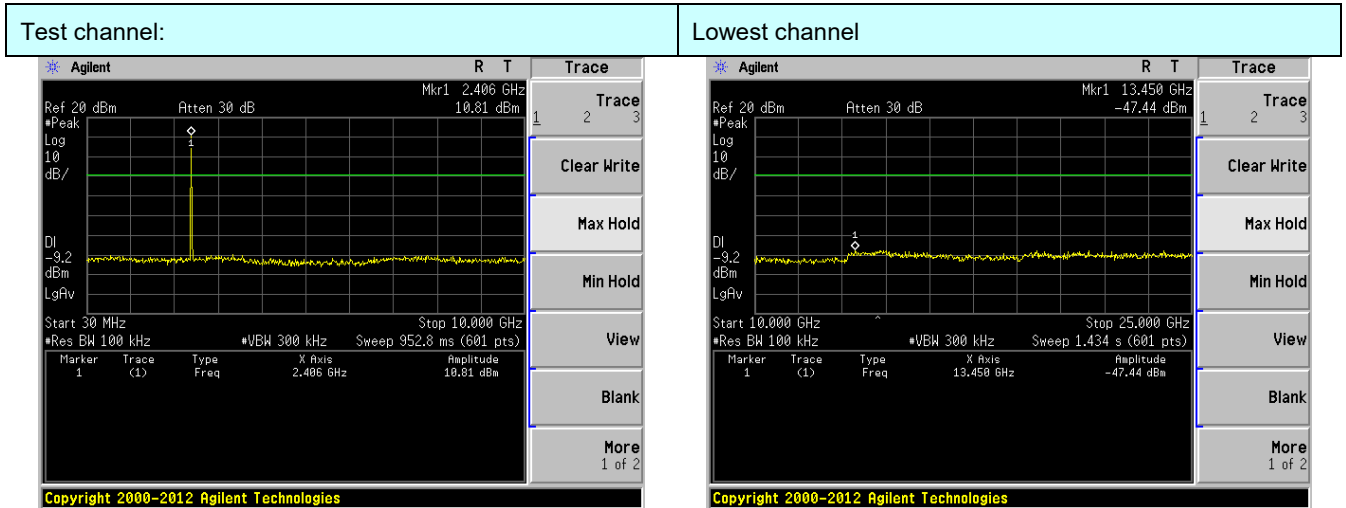 Test channel:
Lowest channel
Agilent
R T
Trace
Mkr1 2.406 GHz
Ref 20 dBm
Atten 30 dB
10.81 dBm
#Peak
Log
10
dB/
1
DI
-9.2
dBm
LgAv
Start 30 MHz
Stop 10.000 GHz
#Res BW 100 kHz
#VBW 300 kHz
Sweep 952.8 ms (601 pts)
Marker Trace Type X Axis Amplitude
1 (1) Freq 2.406 GHz 10.81 dBm
Trace
1 2 3
Clear Write
Max Hold
Min Hold
View
Blank
More
1 of 2
Copyright 2000-2012 Agilent Technologies
Agilent
R T
Trace
Mkr1 13.450 GHz
Ref 20 dBm
Atten 30 dB
-47.44 dBm
#Peak
Log
10
dB/
1
DI
-9.2
dBm
LgAv
Start 10.000 GHz
Stop 25.000 GHz
#Res BW 100 kHz
#VBW 300 kHz
Sweep 1.434 s (601 pts)
Marker Trace Type X Axis Amplitude
1 (1) Freq 13.450 GHz -47.44 dBm
Trace
1 2 3
Clear Write
Max Hold
Min Hold
View
Blank
More
1 of 2
Copyright 2000-2012 Agilent Technologies